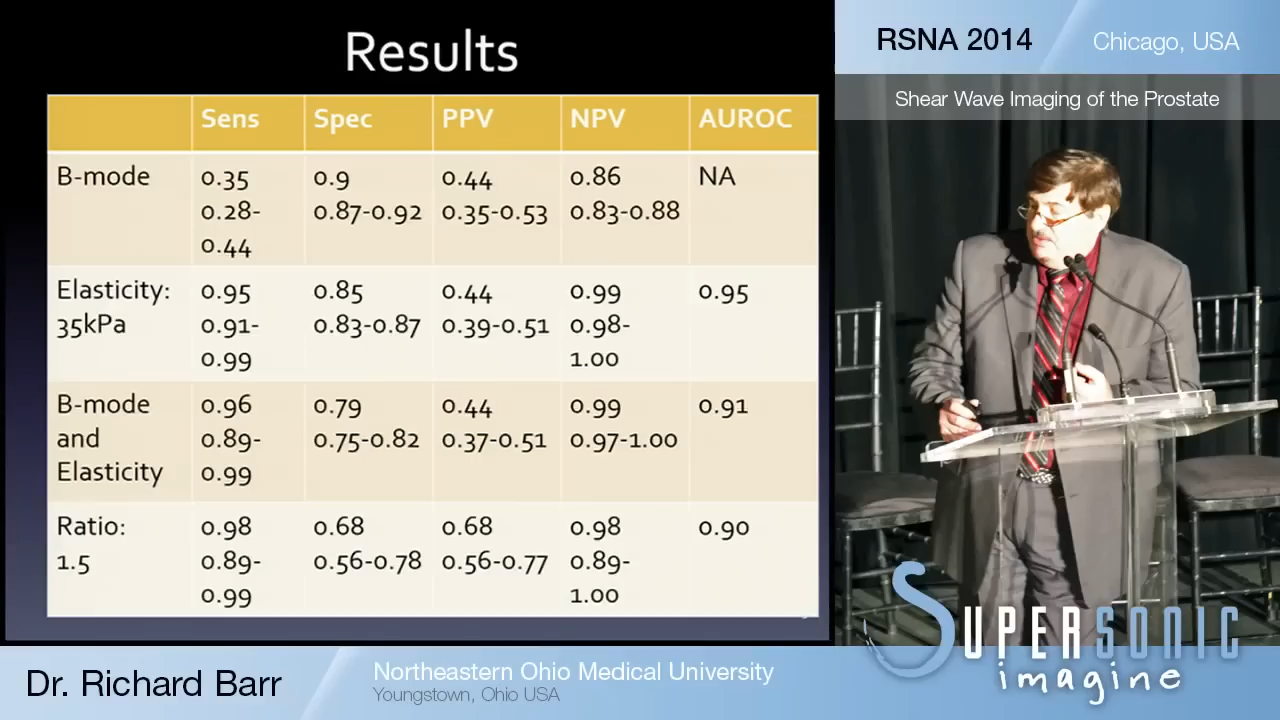 Results
Sens Spec PPV NPV AUROC
B-mode 0.35 0.9 0.44 0.86 NA
0.28- 0.87-0.92 0.35-0.53 0.83-0.88
0.44
Elasticity: 0.95 0.85 0.44 0.99 0.95
35kPa 0.91- 0.83-0.87 0.39-0.51 0.98-
0.99 1.00
B-mode 0.96 0.79 0.44 0.99 0.91
and 0.89- 0.75-0.82 0.37-0.51 0.97-1.00
Elasticity 0.99
Ratio: 0.98 0.68 0.68 0.98 0.90
1.5 0.89- 0.56-0.78 0.56-0.77 0.89-
0.99 1.00
RSNA 2014 Chicago, USA
Shear Wave Imaging of the Prostate
SUPERSONIC
imagine
Dr. Richard Barr
Northeastern Ohio Medical University
Youngstown, Ohio USA